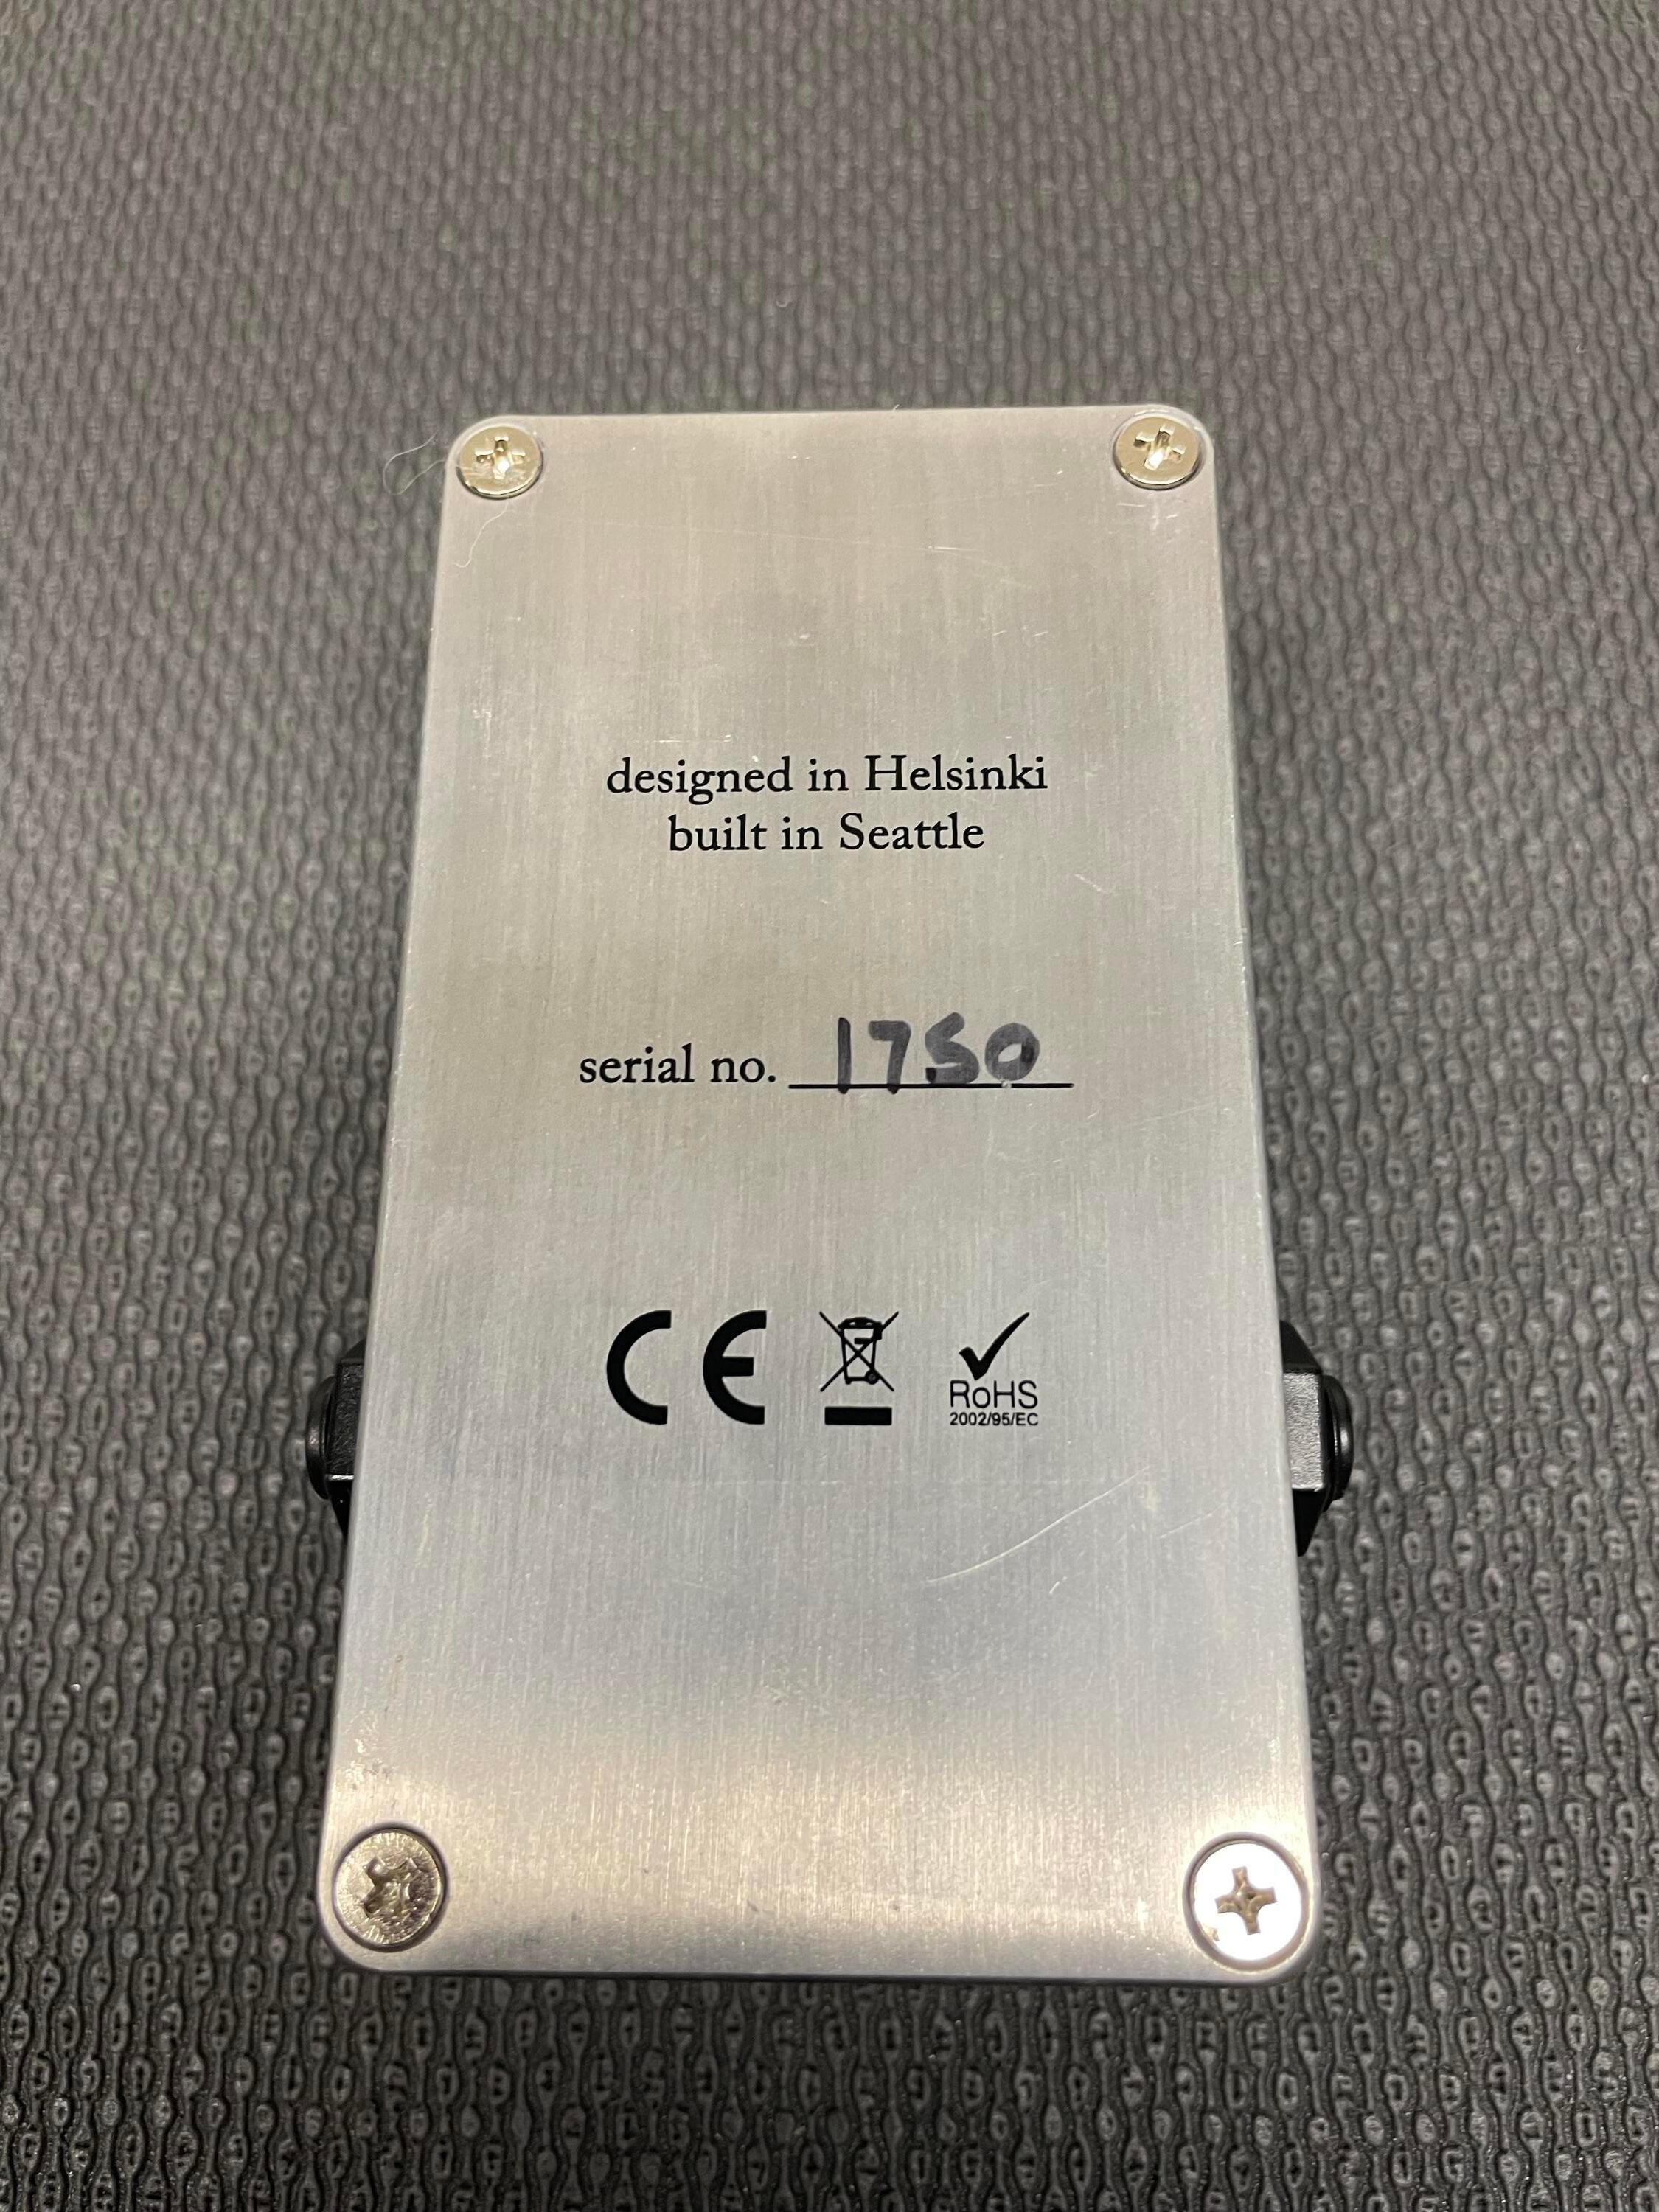 designed in Helsinki
built in Seattle
serial no. 1750
CE
RoHS
2002/95/EC